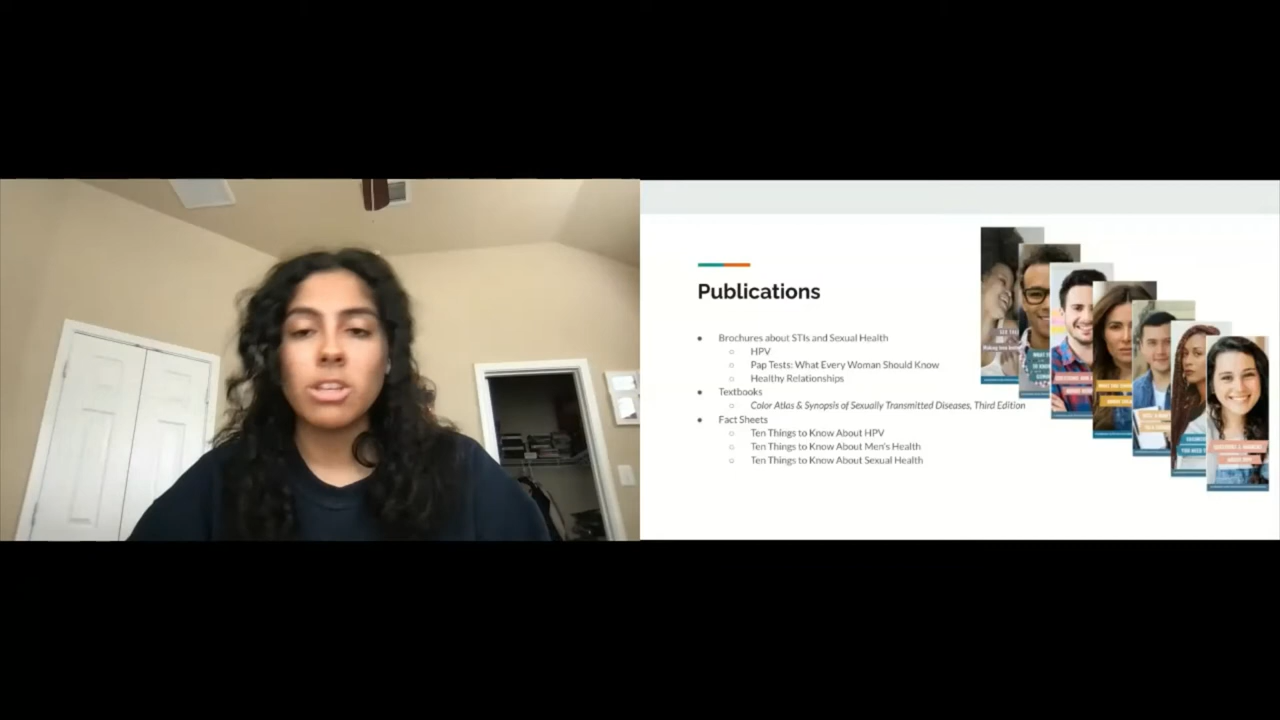 Publications
● Brochures about STIs and Sexual Health
○ HPV
○ Pap Tests: What Every Woman Should Know
○ Healthy Relationships
● Textbooks
○ Color Atlas & Synopsis of Sexually Transmitted Diseases, Third Edition
● Fact Sheets
○ Ten Things to Know About HPV
○ Ten Things to Know About Men's Health
○ Ten Things to Know About Sexual Health